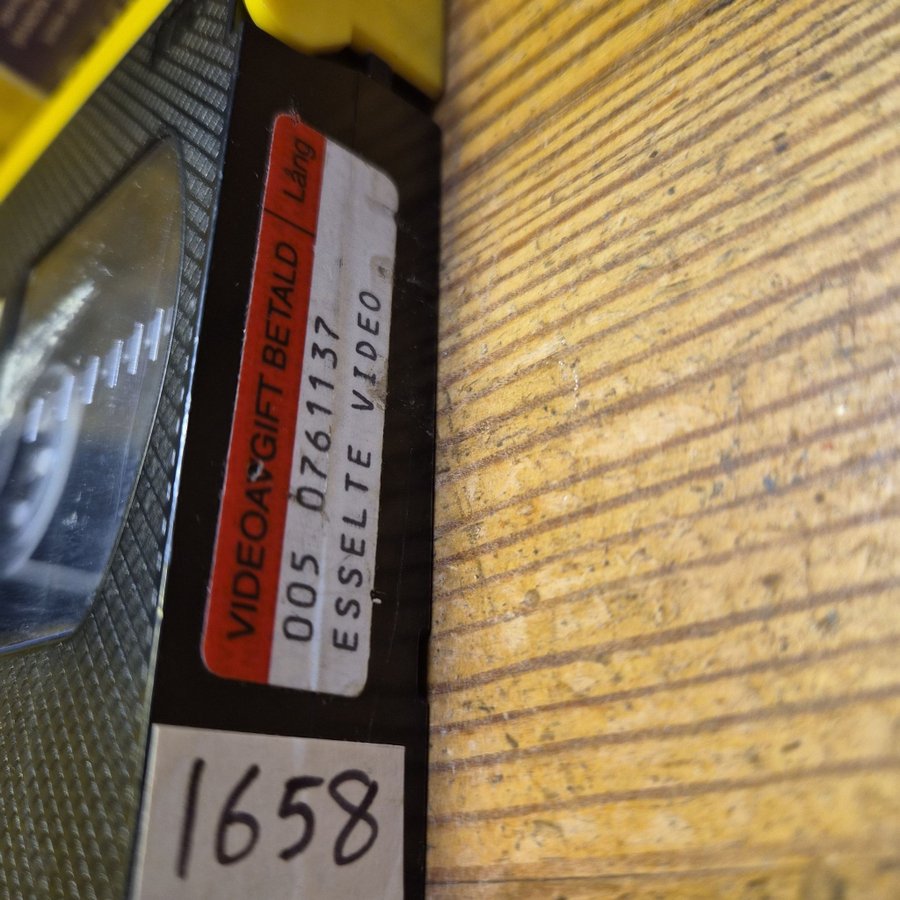 VIDEOAVGIFT BETALD | Lång
005 0761137
ESSELTE VIDEO
1658